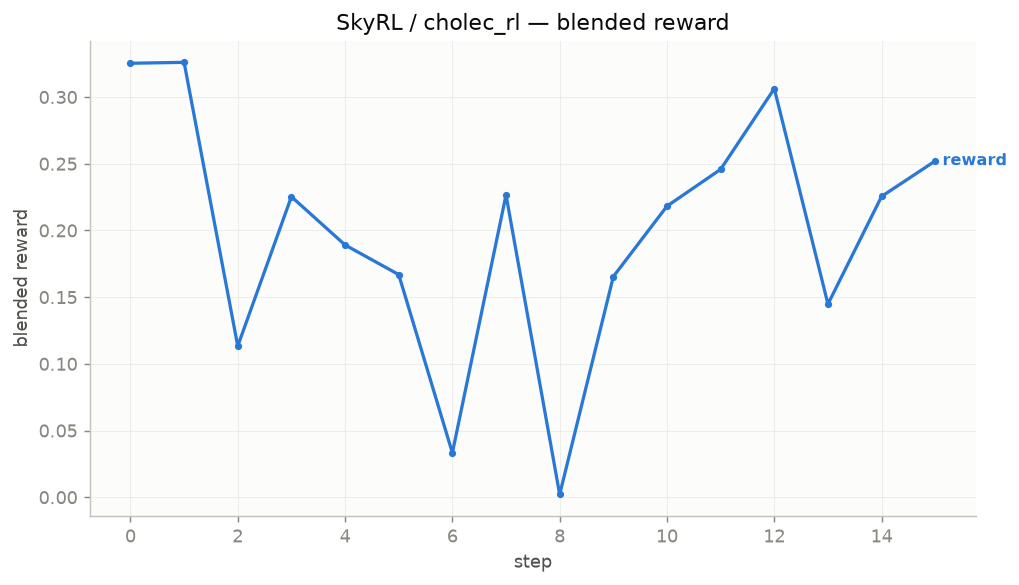 SkyRL / cholec_rl — blended reward
blended reward
0.30
0.25
0.20
0.15
0.10
0.05
0.00
reward
0 2 4 6 8 10 12 14
step